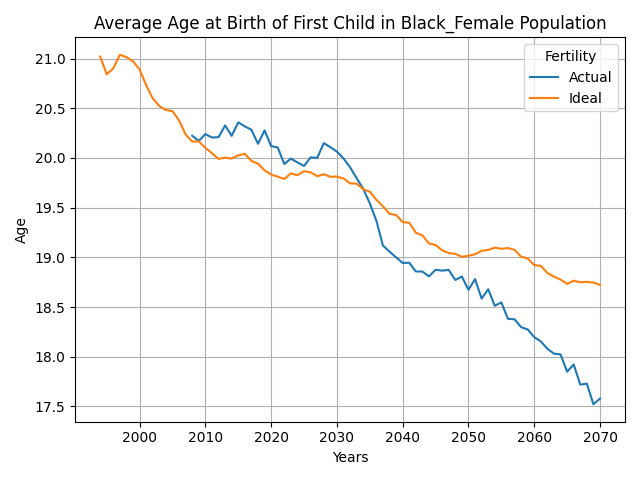 Average Age at Birth of First Child in Black_Female Population
Fertility
Actual
Ideal
Age
21.0
20.5
20.0
19.5
19.0
18.5
18.0
17.5
2000 2010 2020 2030 2040 2050 2060 2070
Years